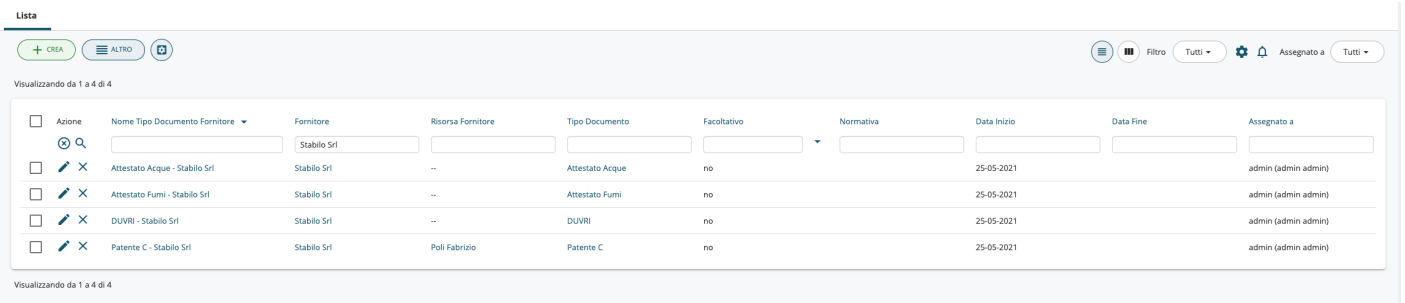 Lista
CREA ALTRO Filtro Tutti Assegnato a Tutti
Visualizzando da 1 a 4 di 4
Azione Nome Tipo Documento Fornitore Fornitore Risorsa Fornitore Tipo Documento Facoltativo Normativa Data Inizio Data Fine Assegnato a
Stabilo Srl
Attestato Acque - Stabilo Srl Stabilo Srl -- Attestato Acque no 25-05-2021 admin (admin admin)
Attestato Fumi - Stabilo Srl Stabilo Srl -- Attestato Fumi no 25-05-2021 admin (admin admin)
DUVRI - Stabilo Srl Stabilo Srl -- DUVRI no 25-05-2021 admin (admin admin)
Patente C - Stabilo Srl Stabilo Srl Poli Fabrizio Patente C no 25-05-2021 admin (admin admin)
Visualizzando da 1 a 4 di 4